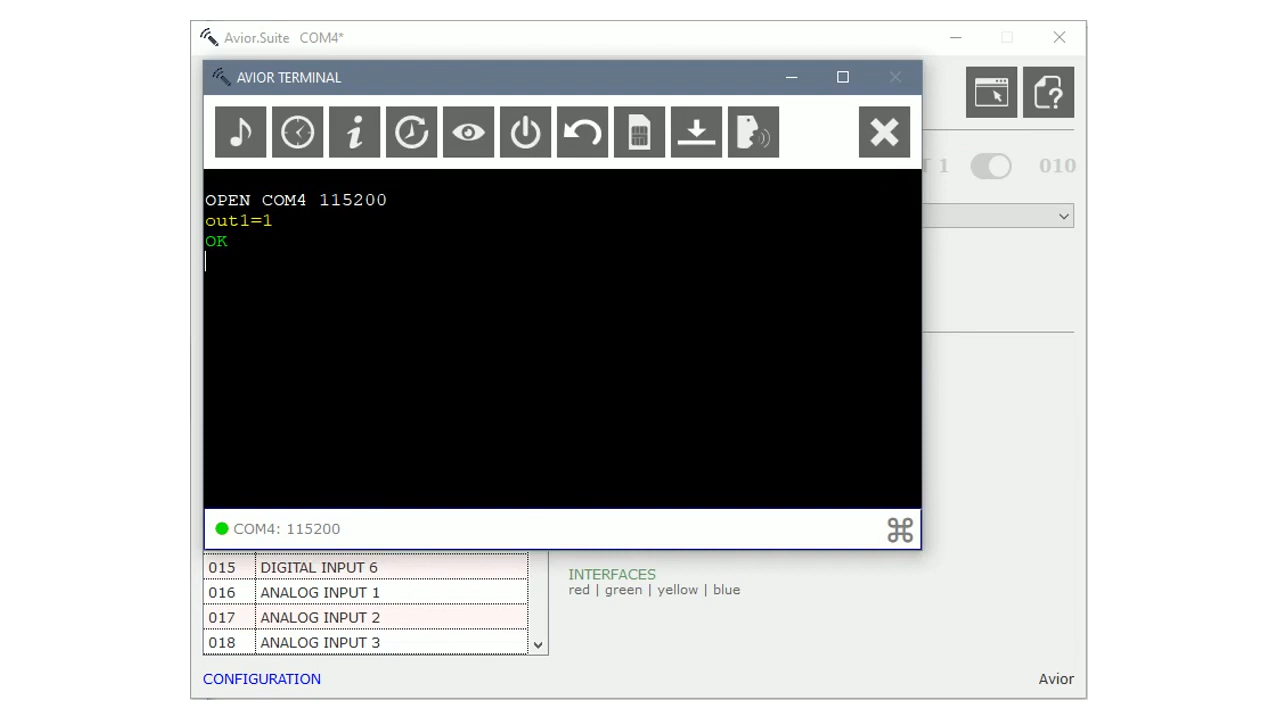 Avior.Suite COM4*
AVIOR TERMINAL
1 010
OPEN COM4 115200
out1=1
OK
COM4: 115200
015 DIGITAL INPUT 6
016 ANALOG INPUT 1
017 ANALOG INPUT 2
018 ANALOG INPUT 3
INTERFACES
red | green | yellow | blue
CONFIGURATION
Avior